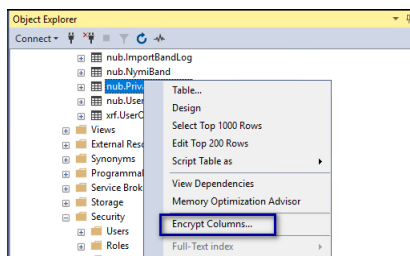 Object Explorer
Connect
nub.ImportBandLog
nub.NymiBand
nub.Priva
nub.User
xrf.UserC
Views
External Reso
Synonyms
Programmal
Service Brok
Storage
Security
Users
Roles
Table...
Design
Select Top 1000 Rows
Edit Top 200 Rows
Script Table as
View Dependencies
Memory Optimization Advisor
Encrypt Columns...
Full-Text index